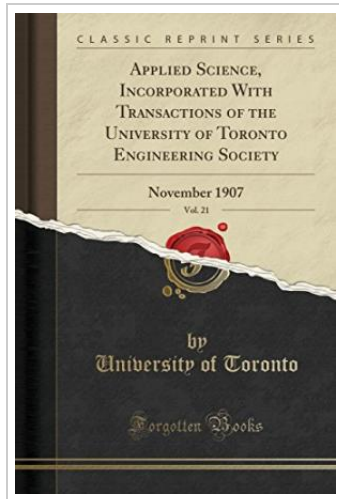 CLASSIC REPRINT SERIES
APPLIED SCIENCE,
INCORPORATED WITH
TRANSACTIONS OF THE
UNIVERSITY OF TORONTO
ENGINEERING SOCIETY
November 1907
Vol. 21
by
University of Toronto
Forgotten Books